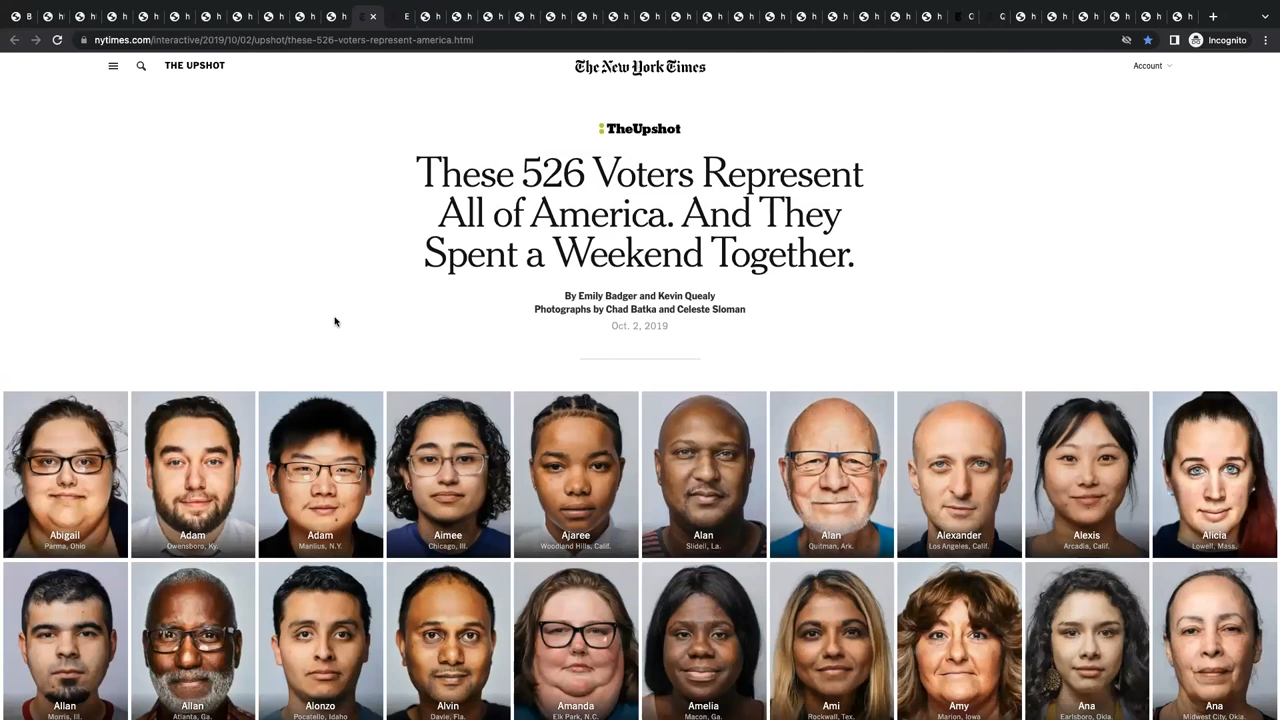 B h h h h h h h h h h E h h h h h h h h h h h h h h h h h C Q h h h h h h
nytimes.com/interactive/2019/10/02/upshot/these-526-voters-represent-america.html Incognito
THE UPSHOT The New York Times Account
TheUpshot
These 526 Voters Represent
All of America. And They
Spent a Weekend Together.
By Emily Badger and Kevin Quealy
Photographs by Chad Batka and Celeste Sloman
Oct. 2, 2019
Abigail Adam Adam Aimee Ajaree Alan Alan Alexander Alexis Alicia
Parma, Ohio Owensboro, Ky. Manlius, N.Y. Chicago, Ill. Woodland Hills, Calif. Slidell, La. Quitman, Ark. Los Angeles, Calif. Arcadia, Calif. Lowell, Mass.
Allan Allan Alonzo Alvin Amanda Amelia Ami Amy Ana Ana
Morris, Ill. Atlanta, Ga. Pocatello, Idaho Davie, Fla. Elk Park, N.C. Macon, Ga. Rockwall, Tex. Marion, Iowa Earlsboro, Okla. Midwest City, Okla.